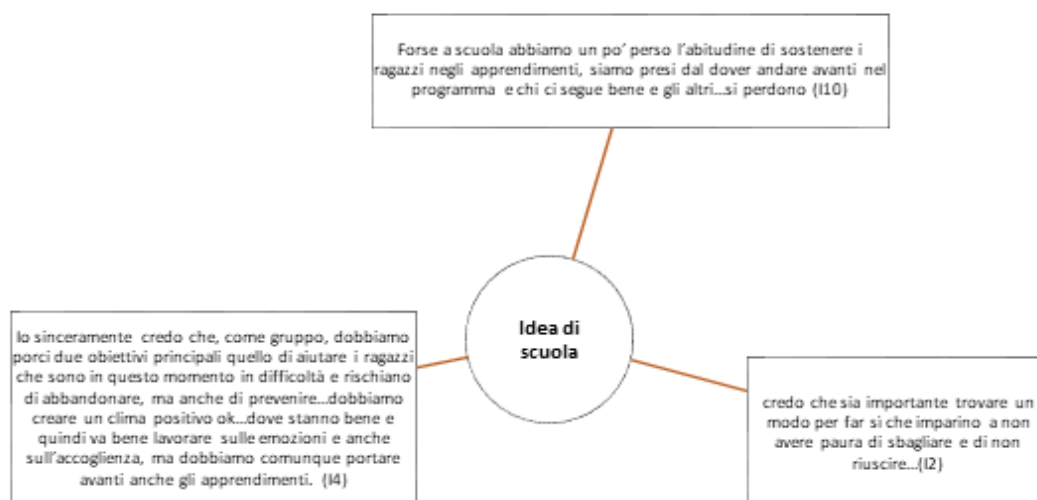 Forse a scuola abbiamo un po’ perso l’abitudine di sostenere i
ragazzi negli apprendimenti, siamo presi dal dover andare avanti nel
programma e chi ci segue bene e gli altri...si perdono (I10)
Idea di
scuola
Io sinceramente credo che, come gruppo, dobbiamo
porci due obiettivi principali quello di aiutare i ragazzi
che sono in questo momento in difficoltà e rischiano
di abbandonare, ma anche di prevenire...dobbiamo
creare un clima positivo ok...dove stanno bene e
quindi va bene lavorare sulle emozioni e anche
sull’accoglienza, ma dobbiamo comunque portare
avanti anche gli apprendimenti. (I4)
credo che sia importante trovare un
modo per far si che imparino a non
avere paura di sbagliare e di non
riuscire...(I2)